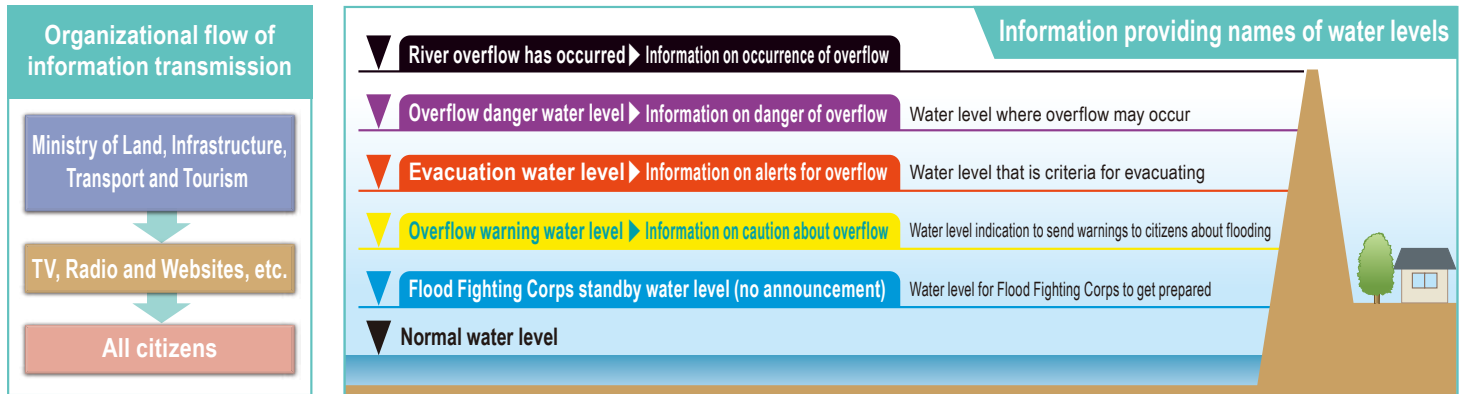 Organizational flow of
information transmission
Ministry of Land, Infrastructure,
Transport and Tourism
TV, Radio and Websites, etc.
All citizens
Information providing names of water levels
River overflow has occurred ▶ Information on occurrence of overflow
Overflow danger water level ▶ Information on danger of overflow
Water level where overflow may occur
Evacuation water level ▶ Information on alerts for overflow
Water level that is criteria for evacuating
Overflow warning water level ▶ Information on caution about overflow
Water level indication to send warnings to citizens about flooding
Flood Fighting Corps standby water level (no announcement)
Water level for Flood Fighting Corps to get prepared
Normal water level